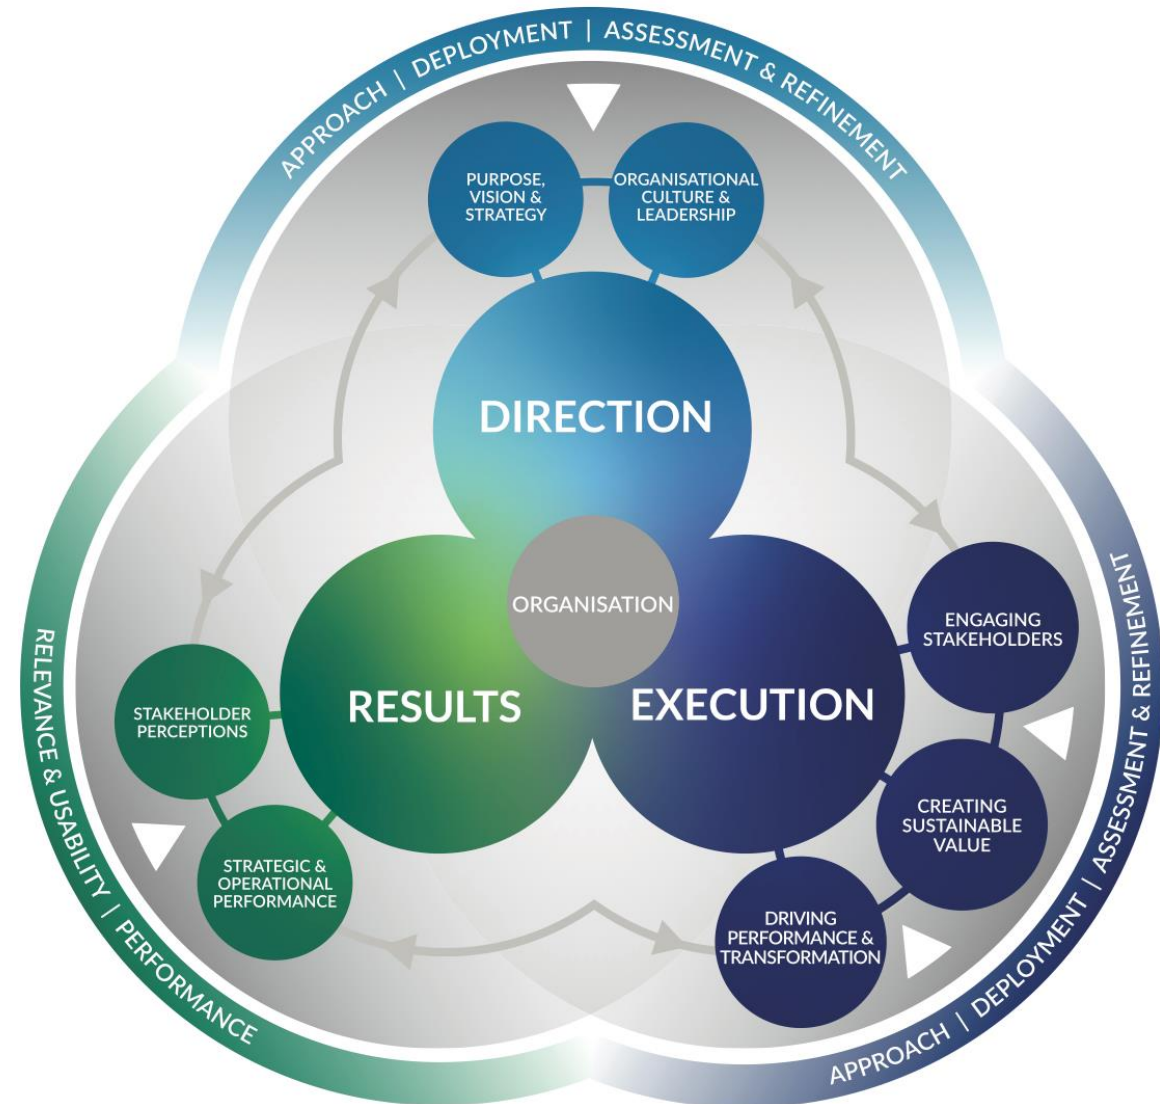 APPROACH | DEPLOYMENT | ASSESSMENT & REFINEMENT
PURPOSE,
VISION &
STRATEGY
ORGANISATIONAL
CULTURE &
LEADERSHIP
DIRECTION
ORGANISATION
RESULTS
EXECUTION
ENGAGING
STAKEHOLDERS
CREATING
SUSTAINABLE
VALUE
DRIVING
PERFORMANCE &
TRANSFORMATION
STAKEHOLDER
PERCEPTIONS
STRATEGIC &
OPERATIONAL
PERFORMANCE
RELEVANCE & USABILITY | PERFORMANCE
APPROACH | DEPLOYMENT | ASSESSMENT & REFINEMENT